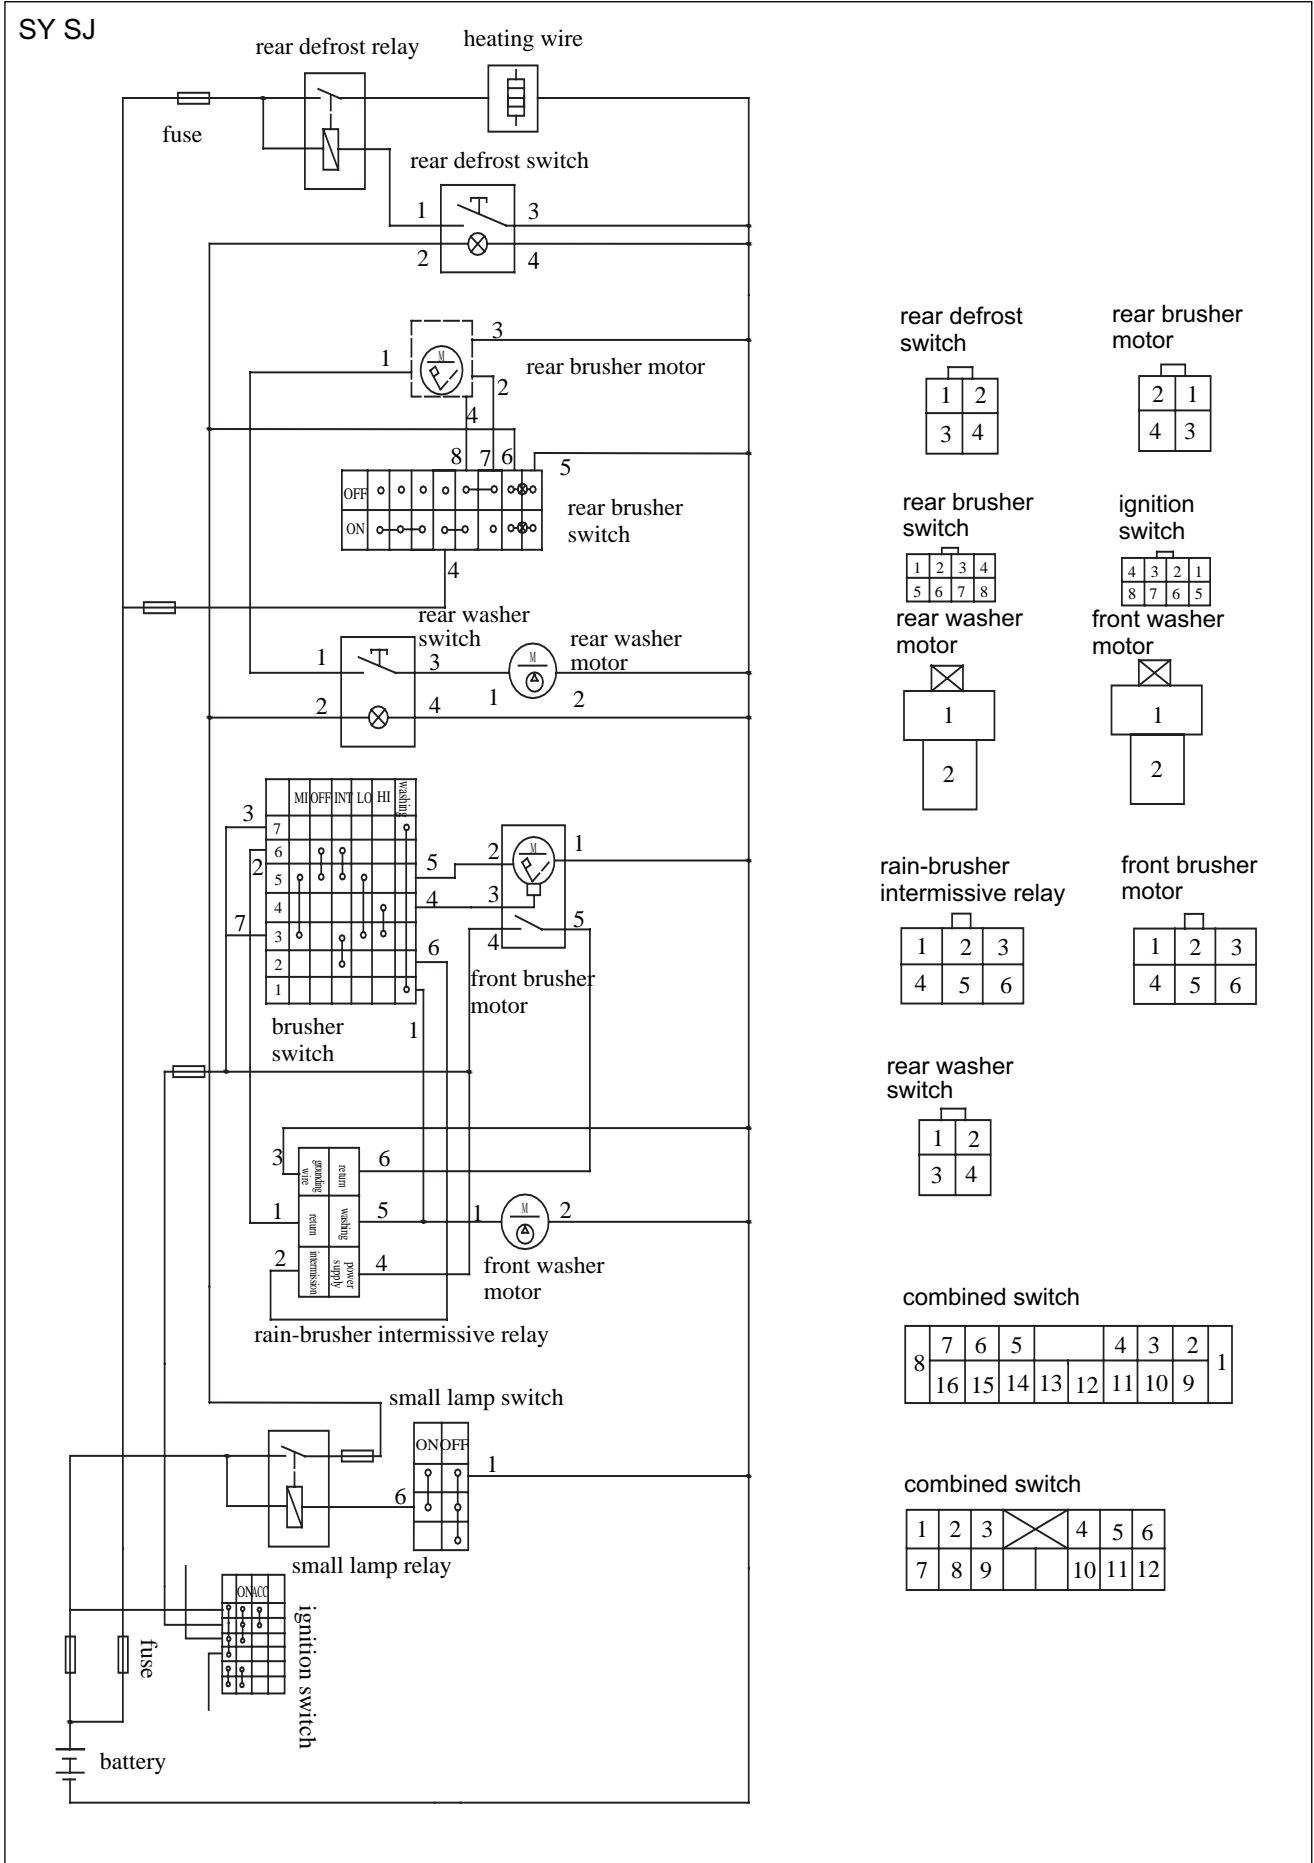 SY SJ
rear defrost relay
heating wire
fuse
rear defrost switch
1
3
2
4
3
1
M
rear brusher motor
2
4
8
7
6
5
OFF
ON
rear brusher
switch
4
rear washer
switch
rear washer
motor
1
3
M
1
2
2
4
MI OFF INT LO HI washing
3
7
6
2
5
5
4
4
7
3
6
2
1
1
brusher
switch
2
M
1
3
4
5
front brusher
motor
3
grounding
wire
return
6
1
return
washing
5
2
intermission
power
supply
4
1
M
2
front washer
motor
rain-brusher intermissive relay
small lamp switch
ON OFF
1
6
small lamp relay
ON ACC
ignition switch
fuse
battery
rear defrost
switch
1 2
3 4
rear brusher
motor
2 1
4 3
rear brusher
switch
1 2 3 4
5 6 7 8
ignition
switch
4 3 2 1
8 7 6 5
rear washer
motor
1
2
front washer
motor
1
2
rain-brusher
intermissive relay
1 2 3
4 5 6
front brusher
motor
1 2 3
4 5 6
rear washer
switch
1 2
3 4
combined switch
8 7 6 5 4 3 2 1
16 15 14 13 12 11 10 9
combined switch
1 2 3 4 5 6
7 8 9 10 11 12